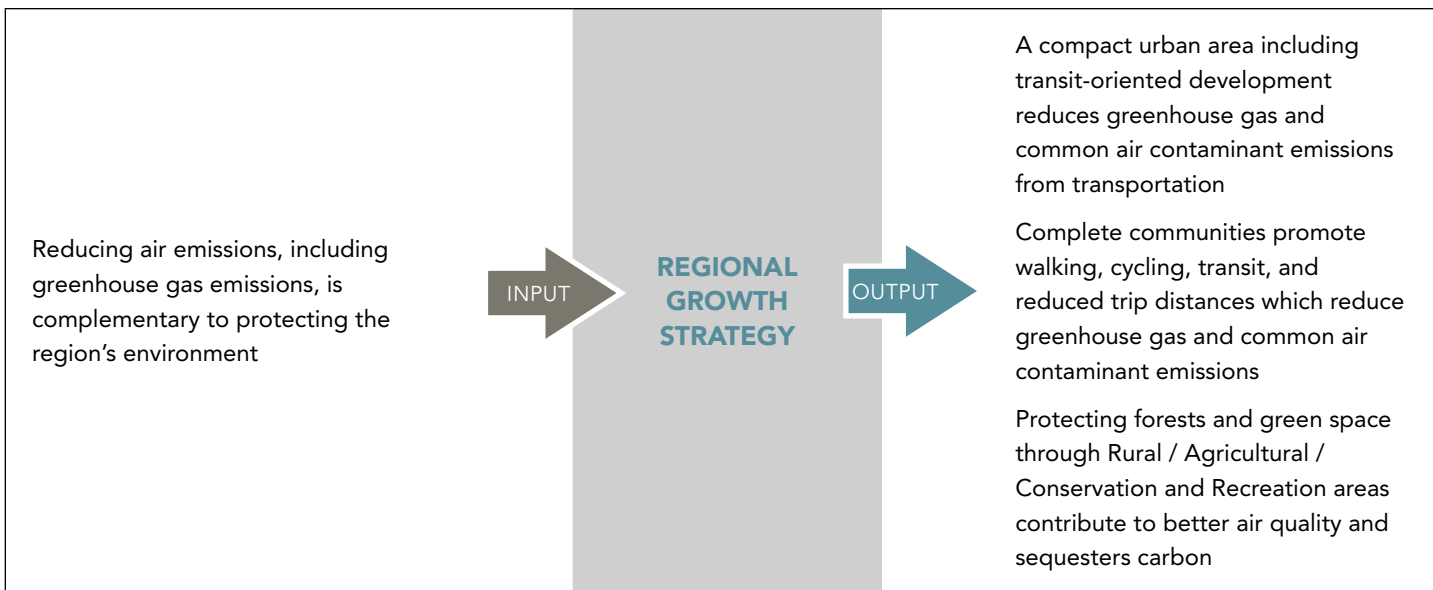 Reducing air emissions, including
greenhouse gas emissions, is
complementary to protecting the
region’s environment
INPUT
REGIONAL
GROWTH
STRATEGY
OUTPUT
A compact urban area including
transit-oriented development
reduces greenhouse gas and
common air contaminant emissions
from transportation
Complete communities promote
walking, cycling, transit, and
reduced trip distances which reduce
greenhouse gas and common air
contaminant emissions
Protecting forests and green space
through Rural / Agricultural /
Conservation and Recreation areas
contribute to better air quality and
sequesters carbon